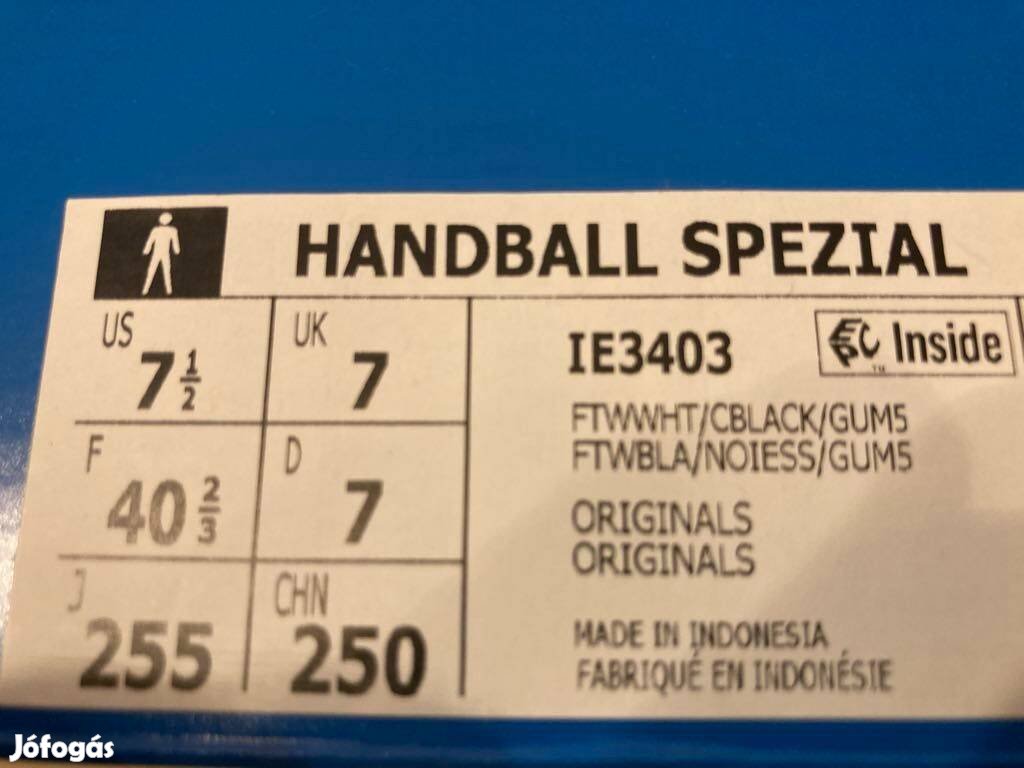 HANDBALL SPEZIAL
US 7 1/2 UK 7
F 40 2/3 D 7
J 255 CHN 250
IE3403 EPC™ Inside
FTWWHT/CBLACK/GUM5
FTWBLA/NOIESS/GUM5
ORIGINALS
ORIGINALS
MADE IN INDONESIA
FABRIQUÉ EN INDONÉSIE
Jófogás